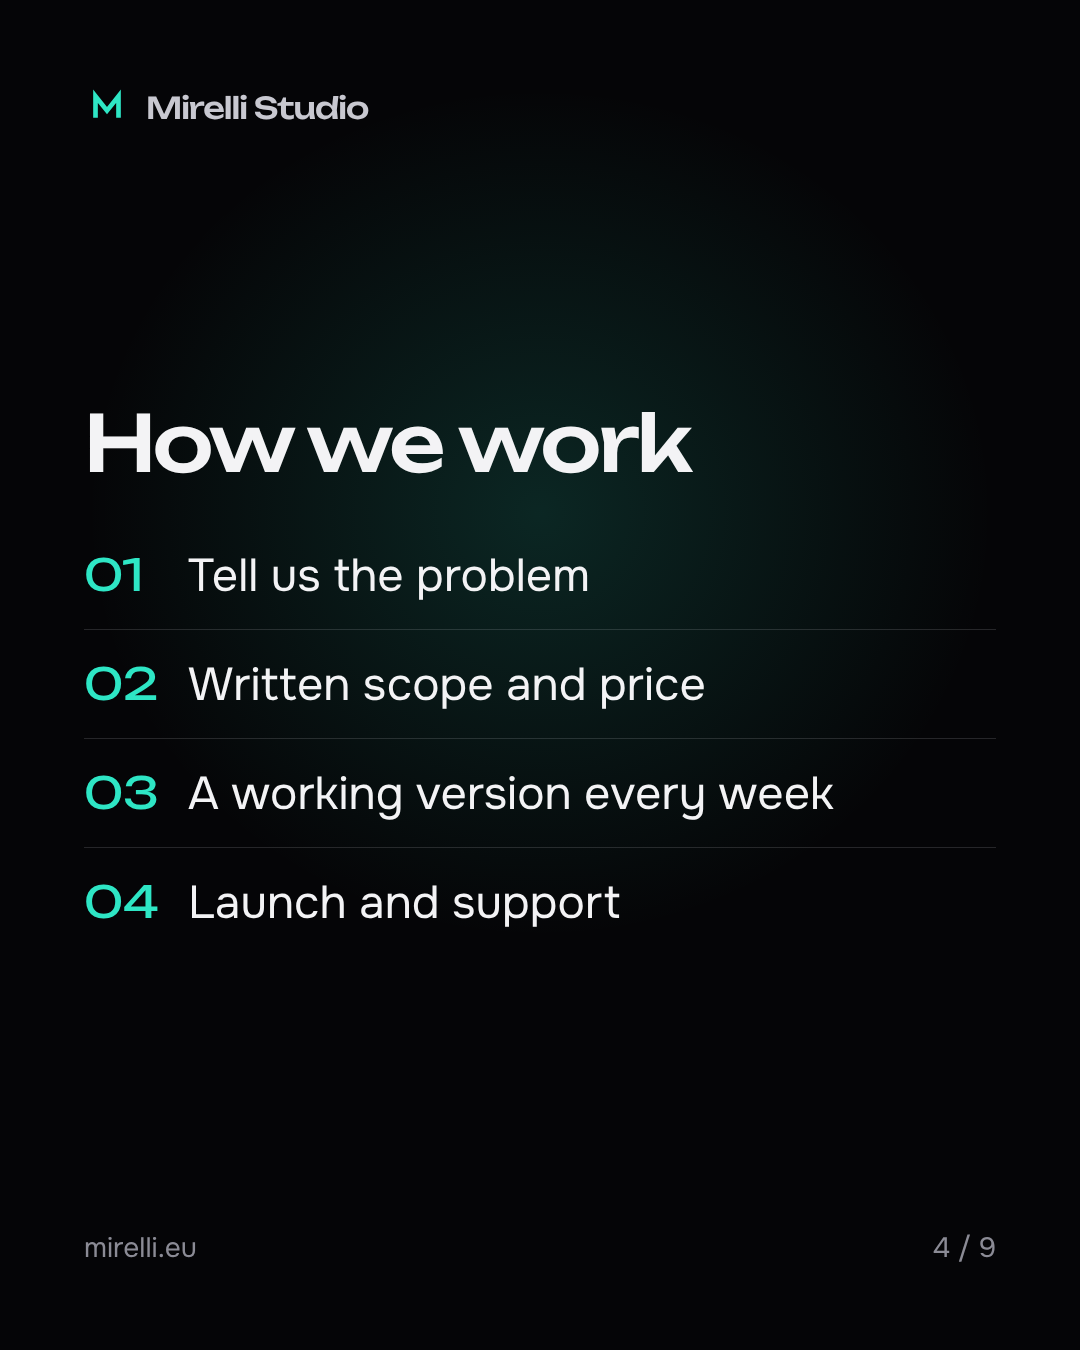 M Mirelli Studio
How we work
01 Tell us the problem
02 Written scope and price
03 A working version every week
04 Launch and support
mirelli.eu 4 / 9